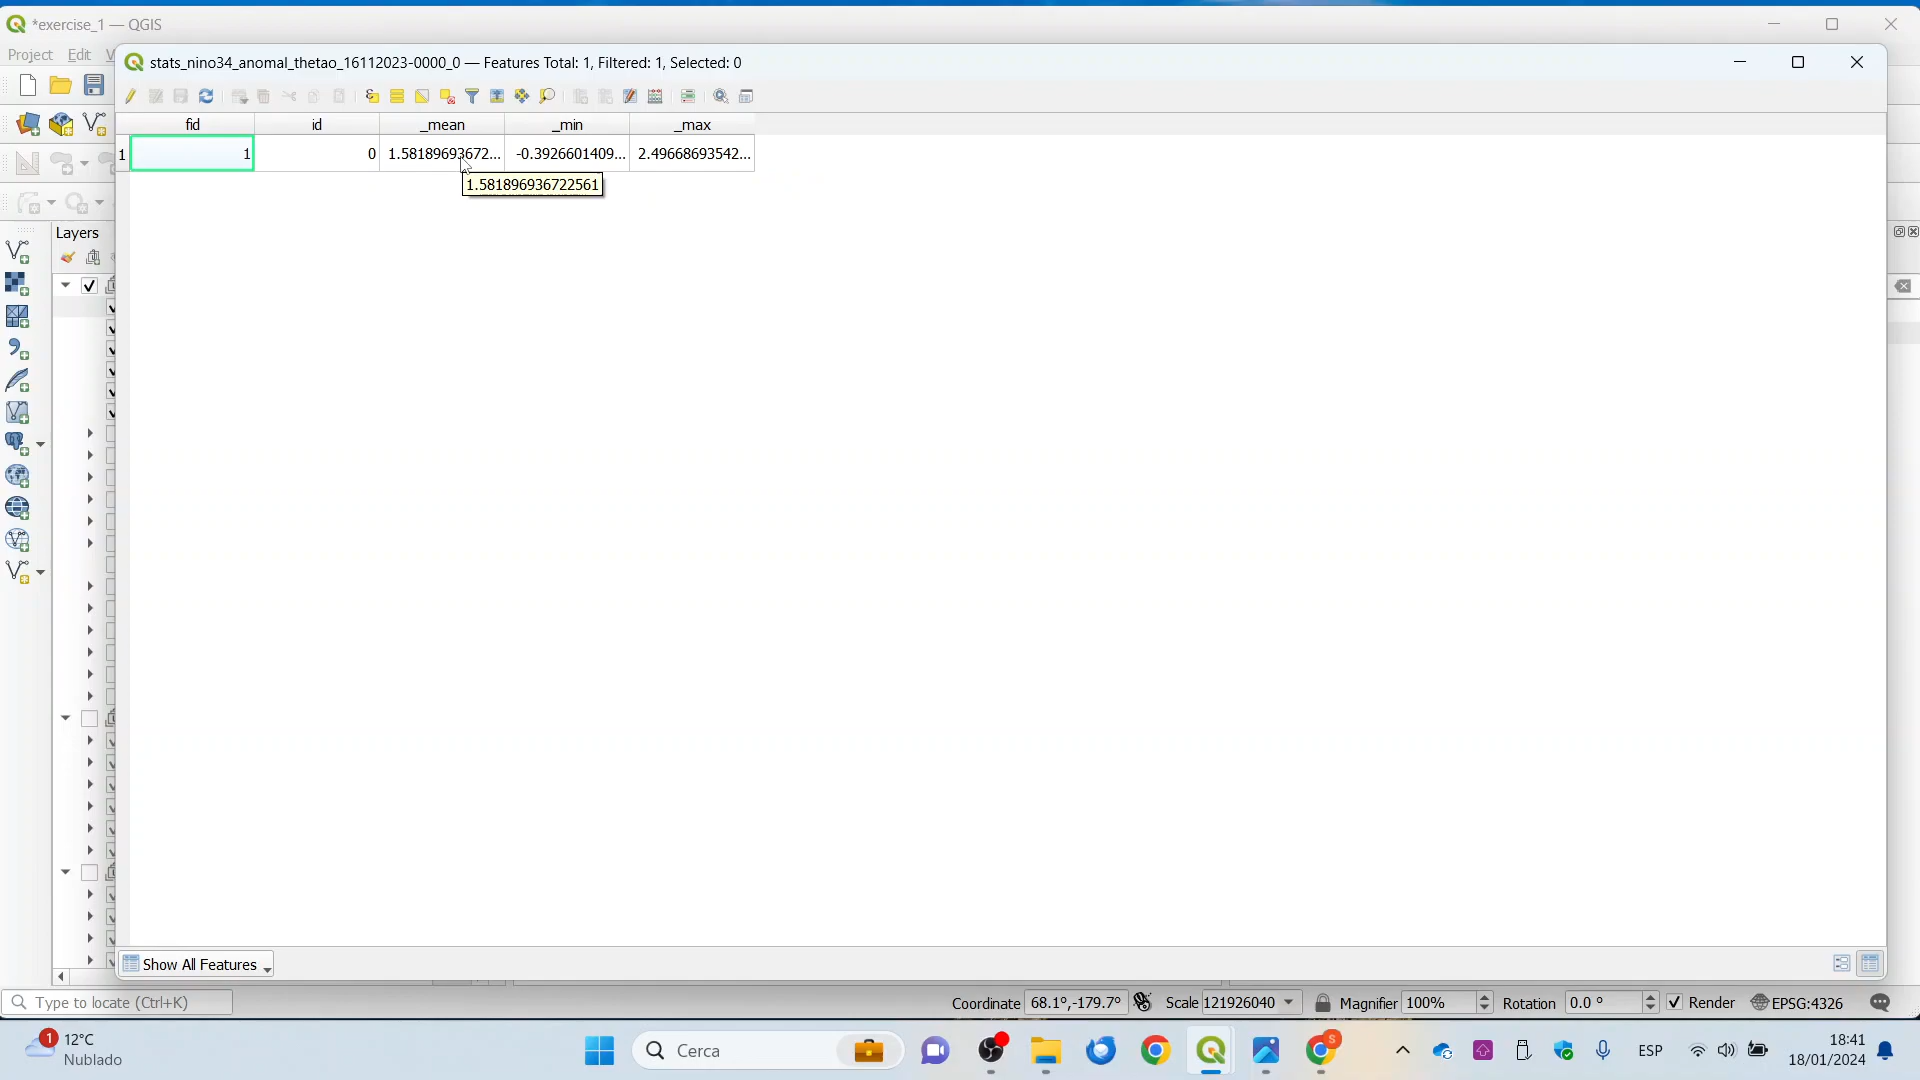 *exercise_1 — QGIS
Project Edit V
stats_nino34_anomal_thetao_16112023-0000_0 — Features Total: 1, Filtered: 1, Selected: 0
fid id _mean _min _max
1 1 0 1.58189693672... -0.3926601409... 2.49668693542...
1.581896936722561
Layers
Show All Features
Type to locate (Ctrl+K) Coordinate 68.1°,-179.7° Scale 121926040 Magnifier 100% Rotation 0.0 ° Render EPSG:4326
1 12°C
Nublado
Cerca
S
ESP
18:41
18/01/2024